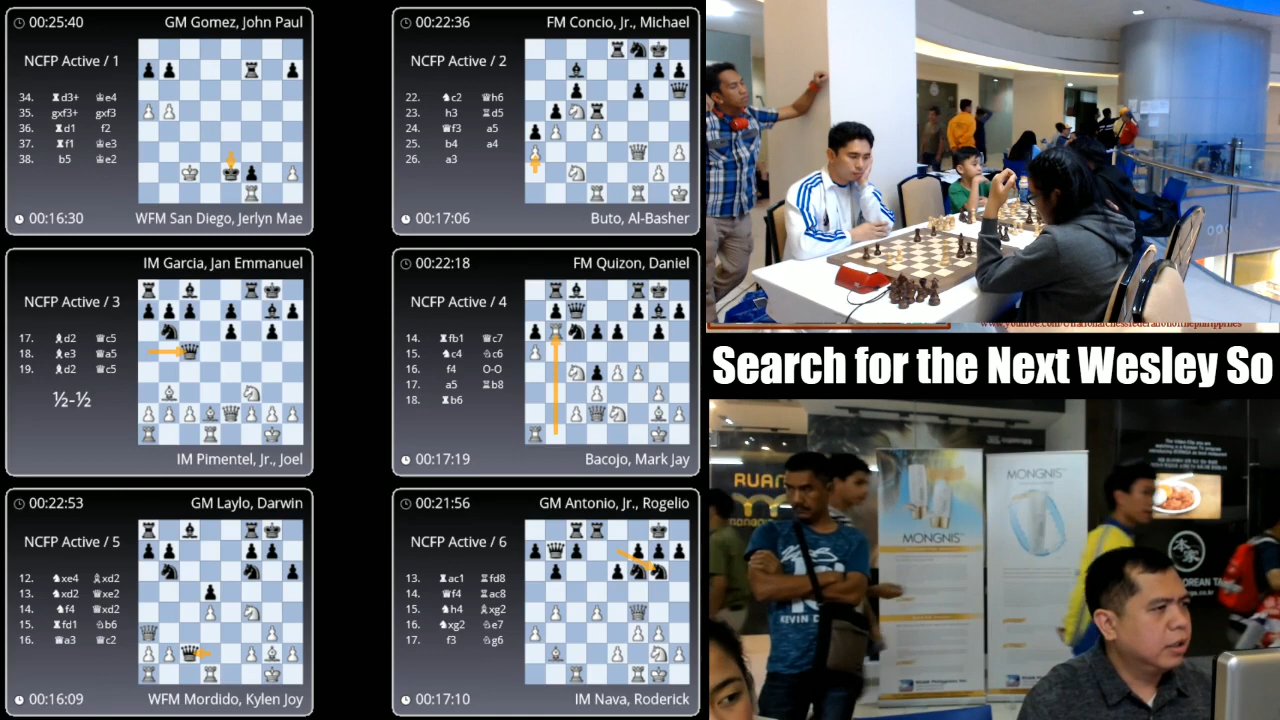 00:25:40 GM Gomez, John Paul
NCFP Active / 1
34. ♜d3+ ♔e4
35. gxf3+ gxf3
36. ♜d1 f2
37. ♜f1 ♔e3
38. b5 ♔e2
00:16:30 WFM San Diego, Jerlyn Mae
00:22:36 FM Concio, Jr., Michael
NCFP Active / 2
22. ♞c2 ♕h6
23. h3 ♖d5
24. ♛f3 a5
25. b4 a4
26. a3
00:17:06 Buto, Al-Basher
IM Garcia, Jan Emmanuel
NCFP Active / 3
17. ♝d2 ♕c5
18. ♝e3 ♕a5
19. ♝d2 ♕c5
½-½
IM Pimentel, Jr., Joel
00:22:18 FM Quizon, Daniel
NCFP Active / 4
14. ♜fb1 ♕c7
15. ♞c4 ♘c6
16. f4 O-O
17. a5 ♖b8
18. ♜b6
00:17:19 Bacojo, Mark Jay
00:22:53 GM Laylo, Darwin
NCFP Active / 5
12. ♞xe4 ♗xd2
13. ♞xd2 ♕xe2
14. ♞f4 ♕xd2
15. ♜fd1 ♘b6
16. ♛a3 ♕c2
00:16:09 WFM Mordido, Kylen Joy
00:21:56 GM Antonio, Jr., Rogelio
NCFP Active / 6
13. ♜ac1 ♖fd8
14. ♛f4 ♖ac8
15. ♞h4 ♗xg2
16. ♞xg2 ♘e7
17. f3 ♘g6
00:17:10 IM Nava, Roderick
www.youtube.com/c/nationalchessfederationofthephilippines
Search for the Next Wesley So
RUAN
MONGNIS
MONGNIS
KOREAN TA